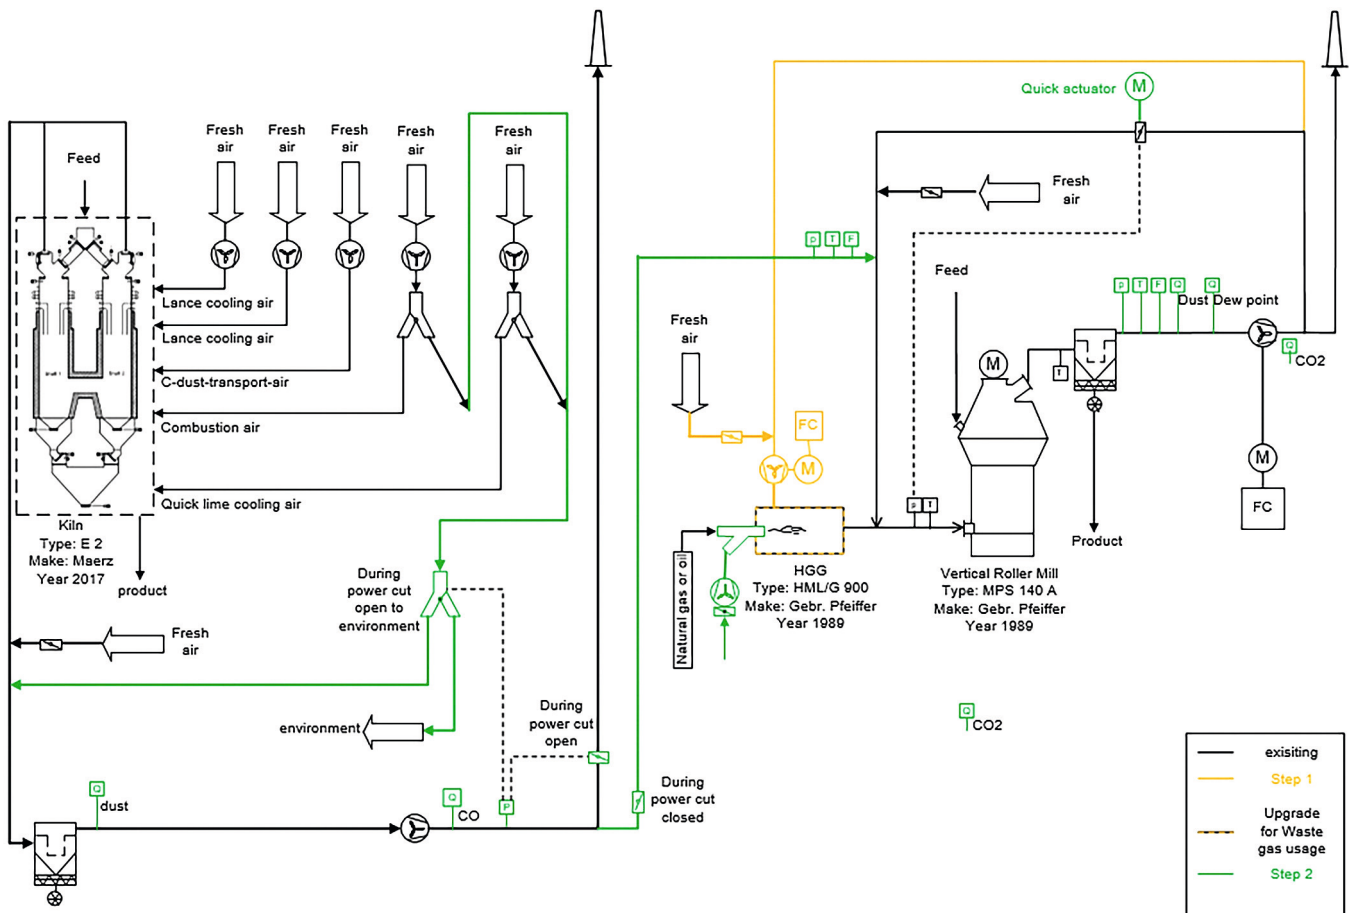 Feed
Fresh
air
Fresh
air
Fresh
air
Fresh
air
Fresh
air
Lance cooling air
Lance cooling air
C-dust-transport-air
Combustion air
Quick lime cooling air
Kiln
Type: E 2
Make: Maerz
Year 2017
product
Fresh
air
During
power cut
open to
environment
environment
During
power cut
open
During
power cut
closed
Q
dust
Q
CO
P
Quick actuator
M
Fresh
air
p
T
F
Feed
Fresh
air
FC
M
M
T
p
T
F
Q
Q
Dust Dew point
Q
CO2
M
FC
Product
p
T
Natural gas or oil
HGG
Type: HML/G 900
Make: Gebr. Pfeiffer
Year 1989
Vertical Roller Mill
Type: MPS 140 A
Make: Gebr. Pfeiffer
Year 1989
Q
CO2
exisiting
Step 1
Upgrade
for Waste
gas usage
Step 2